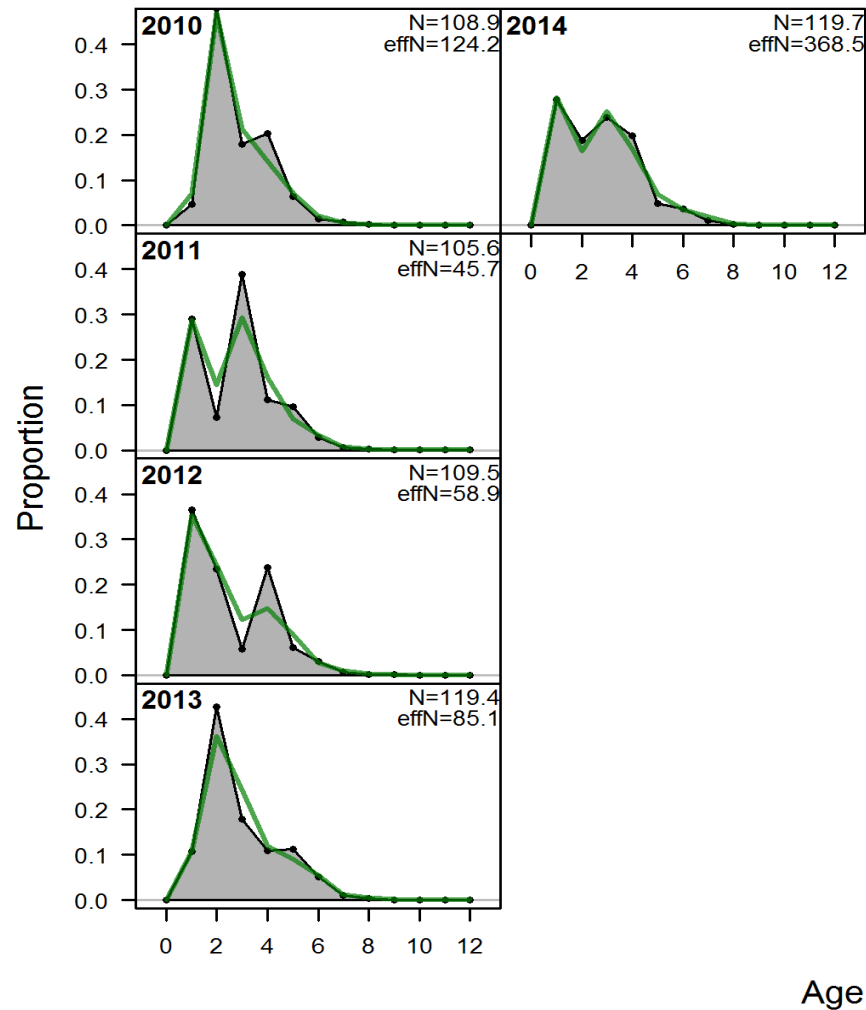 2010
N=108.9
effN=124.2
0.4
0.3
0.2
0.1
0.0
2014
N=119.7
effN=368.5
0 2 4 6 8 10 12
2011
N=105.6
effN=45.7
0.4
0.3
0.2
0.1
0.0
2012
N=109.5
effN=58.9
0.4
0.3
0.2
0.1
0.0
2013
N=119.4
effN=85.1
0.4
0.3
0.2
0.1
0.0
0 2 4 6 8 10 12
Proportion
Age